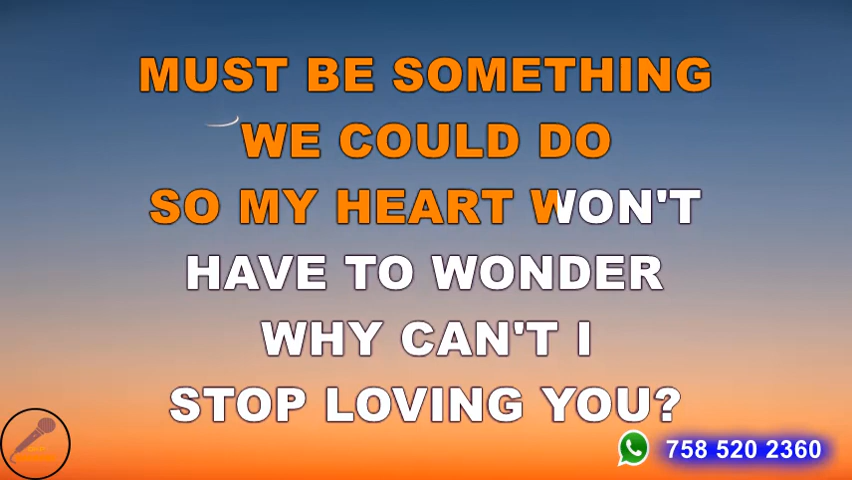 MUST BE SOMETHING
WE COULD DO
SO MY HEART WON'T
HAVE TO WONDER
WHY CAN'T I
STOP LOVING YOU?
758 520 2360